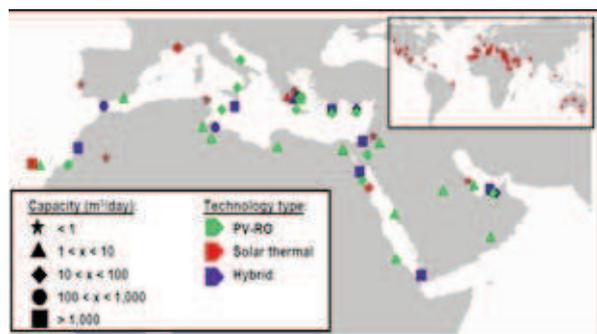 Capacity (m³/day):
< 1
1 < x < 10
10 < x < 100
100 < x < 1,000
> 1,000
Technology type:
PV-RO
Solar thermal
Hybrid